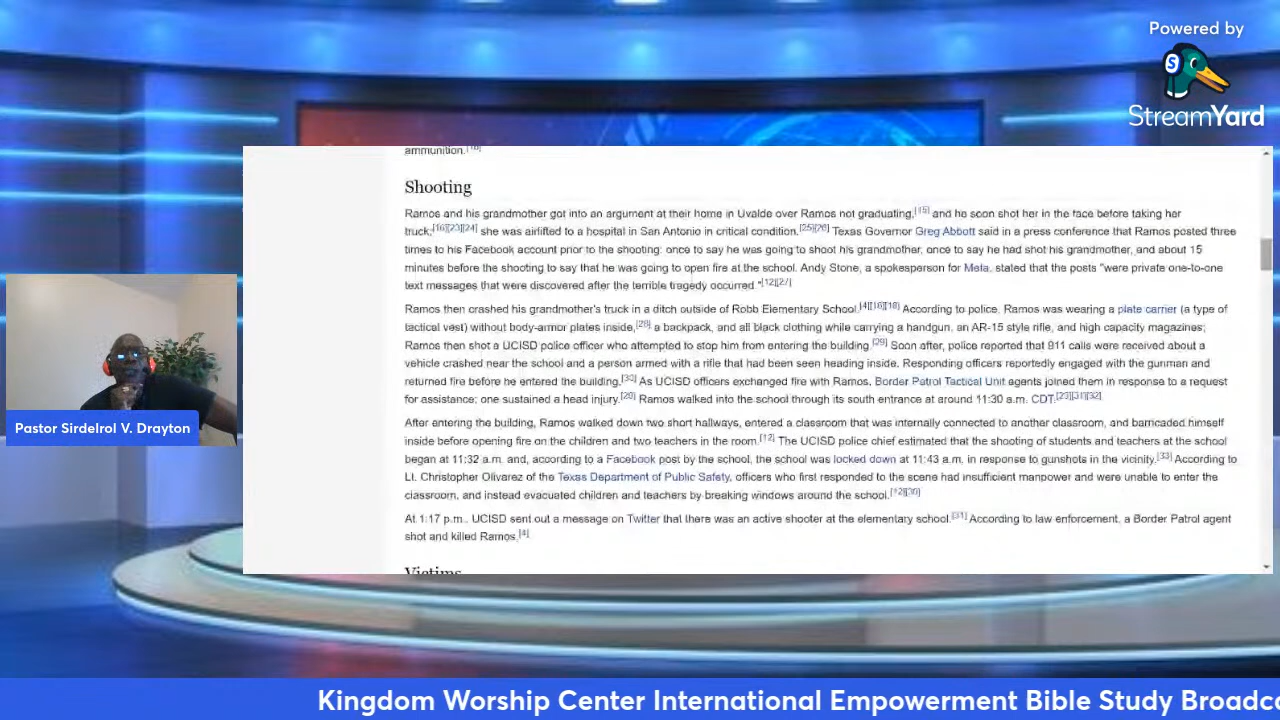 Powered by
StreamYard
ammunition.[18]
Shooting
Ramos and his grandmother got into an argument at their home in Uvalde over Ramos not graduating,[15] and he soon shot her in the face before taking her
truck;[16][23][24] she was airlifted to a hospital in San Antonio in critical condition.[25][26] Texas Governor Greg Abbott said in a press conference that Ramos posted three
times to his Facebook account prior to the shooting: once to say he was going to shoot his grandmother, once to say he had shot his grandmother, and about 15
minutes before the shooting to say that he was going to open fire at the school. Andy Stone, a spokesperson for Meta, stated that the posts "were private one-to-one
text messages that were discovered after the terrible tragedy occurred."[12][27]
Ramos then crashed his grandmother's truck in a ditch outside of Robb Elementary School.[4][16][18] According to police, Ramos was wearing a plate carrier (a type of
tactical vest) without body-armor plates inside,[28] a backpack, and all black clothing while carrying a handgun, an AR-15 style rifle, and high capacity magazines;
Ramos then shot a UCISD police officer who attempted to stop him from entering the building.[29] Soon after, police reported that 911 calls were received about a
vehicle crashed near the school and a person armed with a rifle that had been seen heading inside. Responding officers reportedly engaged with the gunman and
returned fire before he entered the building.[30] As UCISD officers exchanged fire with Ramos, Border Patrol Tactical Unit agents joined them in response to a request
for assistance; one sustained a head injury.[29] Ramos walked into the school through its south entrance at around 11:30 a.m. CDT.[23][31][32]
After entering the building, Ramos walked down two short hallways, entered a classroom that was internally connected to another classroom, and barricaded himself
inside before opening fire on the children and two teachers in the room.[12] The UCISD police chief estimated that the shooting of students and teachers at the school
began at 11:32 a.m. and, according to a Facebook post by the school, the school was locked down at 11:43 a.m. in response to gunshots in the vicinity.[33] According to
Lt. Christopher Olivarez of the Texas Department of Public Safety, officers who first responded to the scene had insufficient manpower and were unable to enter the
classroom, and instead evacuated children and teachers by breaking windows around the school.[12][30]
At 1:17 p.m., UCISD sent out a message on Twitter that there was an active shooter at the elementary school.[31] According to law enforcement, a Border Patrol agent
shot and killed Ramos.[4]
Victims
Pastor Sirdelrol V. Drayton
Kingdom Worship Center International Empowerment Bible Study Broadc